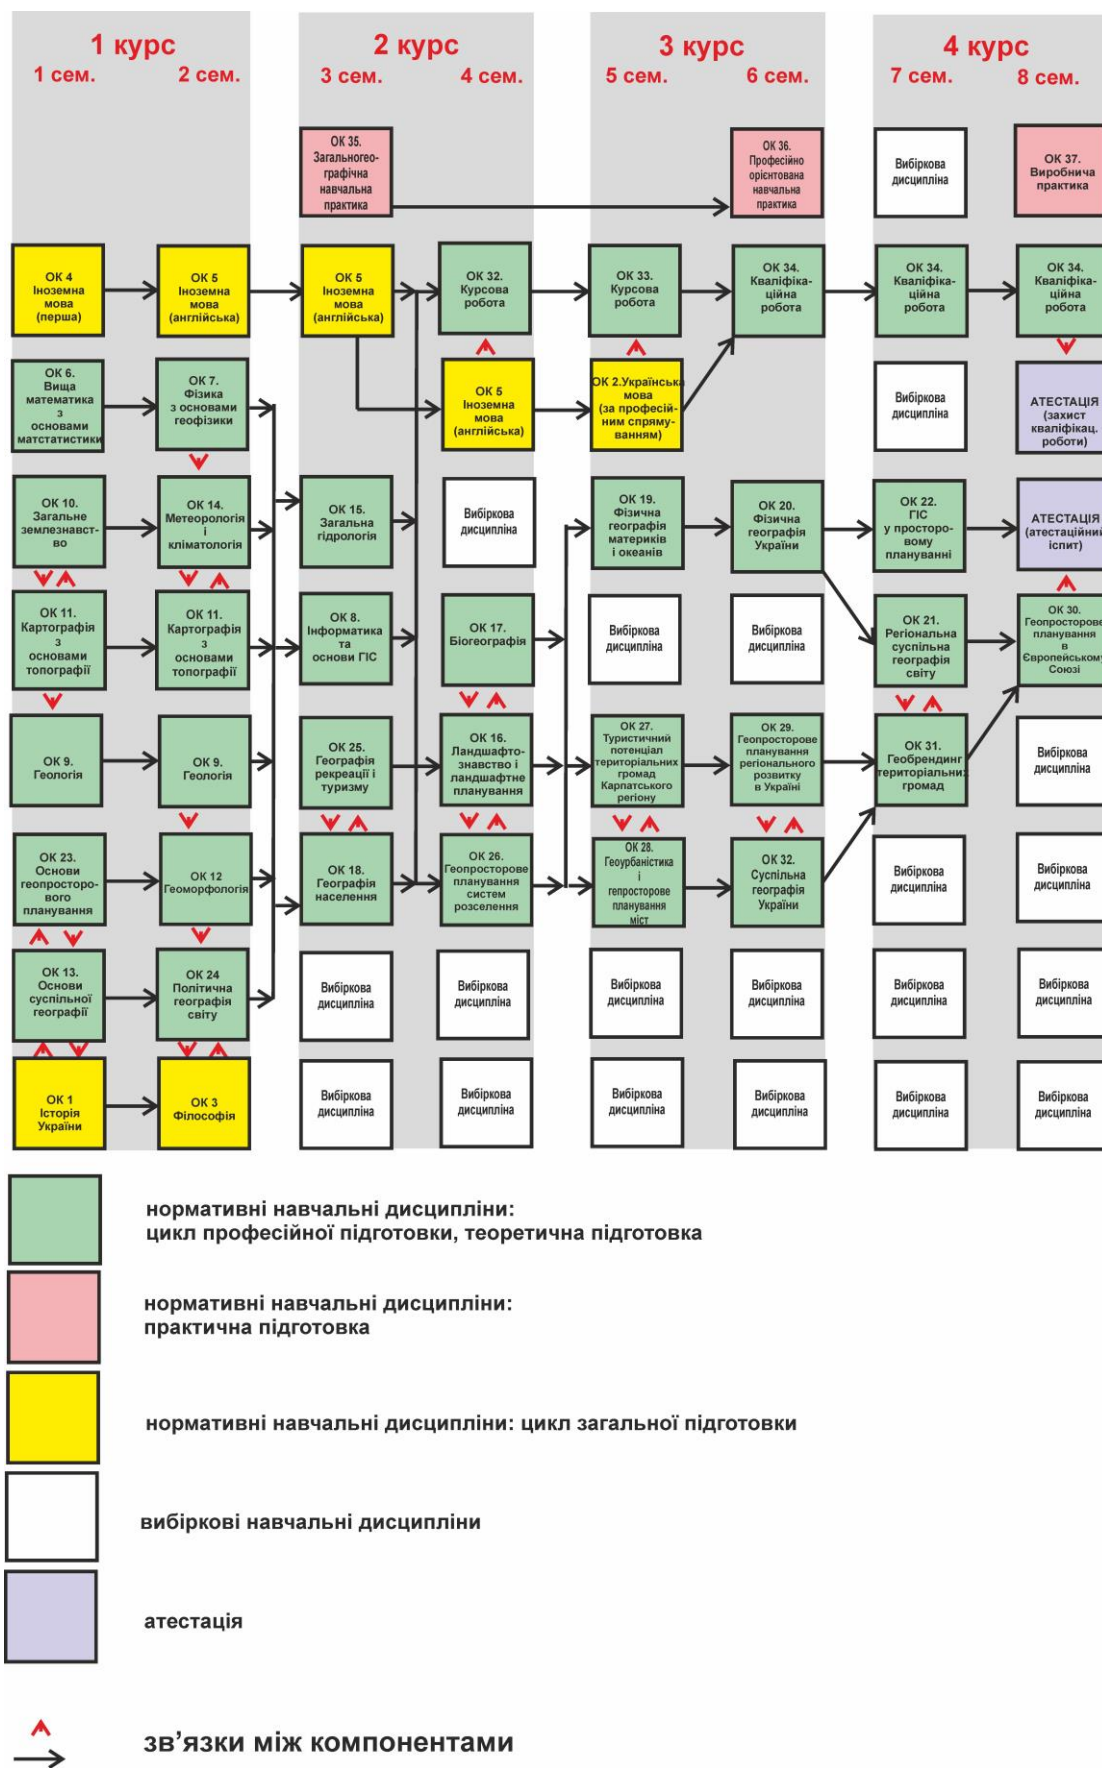 1 курс
2 курс
3 курс
4 курс
1 сем.
2 сем.
3 сем.
4 сем.
5 сем.
6 сем.
7 сем.
8 сем.
ОК 35.
Загальногео-
графічна
навчальна
практика
ОК 36.
Професійно
орієнтована
навчальна
практика
Вибіркова
дисципліна
ОК 37.
Виробнича
практика
ОК 4
Іноземна
мова
(перша)
ОК 5
Іноземна
мова
(англійська)
ОК 5
Іноземна
мова
(англійська)
ОК 32.
Курсова
робота
ОК 33.
Курсова
робота
ОК 34.
Кваліфіка-
ційна
робота
ОК 34.
Кваліфіка-
ційна
робота
ОК 34.
Кваліфіка-
ційна
робота
ОК 6.
Вища
математика
з
основами
матстатистики
ОК 7.
Фізика
з основами
геофізики
ОК 5
Іноземна
мова
(англійська)
ОК 2.Українська
мова
(за професій-
ним спряму-
ванням)
Вибіркова
дисципліна
АТЕСТАЦІЯ
(захист
кваліфікац.
роботи)
ОК 10.
Загальне
землезнавст-
во
ОК 14.
Метеорологія
і
кліматологія
ОК 15.
Загальна
гідрологія
Вибіркова
дисципліна
ОК 19.
Фізична
географія
материків
і океанів
ОК 20.
Фізична
географія
України
ОК 22.
ГІС
у просторо-
вому
плануванні
АТЕСТАЦІЯ
(атестаційний
іспит)
ОК 11.
Картографія
з
основами
топографії
ОК 11.
Картографія
з
основами
топографії
ОК 8.
Інформатика
та
основи ГІС
ОК 17.
Біогеографія
Вибіркова
дисципліна
Вибіркова
дисципліна
ОК 21.
Регіональна
суспільна
географія
світу
ОК 30.
Геопросторове
планування
в
Європейському
Союзі
ОК 9.
Геологія
ОК 9.
Геологія
ОК 25.
Географія
рекреації і
туризму
ОК 16.
Ландшафто-
знавство і
ландшафтне
планування
ОК 27.
Туристичний
потенціал
територіальних
громад
Карпатського
регіону
ОК 29.
Геопросторове
планування
регіонального
розвитку
в Україні
ОК 31.
Геобрендинг
територіальних
громад
Вибіркова
дисципліна
ОК 23.
Основи
геопросторо-
вого
планування
ОК 12
Геоморфологія
ОК 18.
Географія
населення
ОК 26.
Геопросторове
планування
систем
розселення
ОК 28.
Геоурбаністика
і
гепросторове
планування
міст
ОК 32.
Суспільна
географія
України
Вибіркова
дисципліна
Вибіркова
дисципліна
ОК 13.
Основи
суспільної
географії
ОК 24
Політична
географія
світу
Вибіркова
дисципліна
Вибіркова
дисципліна
Вибіркова
дисципліна
Вибіркова
дисципліна
Вибіркова
дисципліна
Вибіркова
дисципліна
ОК 1
Історія
України
ОК 3
Філософія
Вибіркова
дисципліна
Вибіркова
дисципліна
Вибіркова
дисципліна
Вибіркова
дисципліна
Вибіркова
дисципліна
Вибіркова
дисципліна
нормативні навчальні дисципліни:
цикл професійної підготовки, теоретична підготовка
нормативні навчальні дисципліни:
практична підготовка
нормативні навчальні дисципліни: цикл загальної підготовки
вибіркові навчальні дисципліни
атестація
зв’язки між компонентами